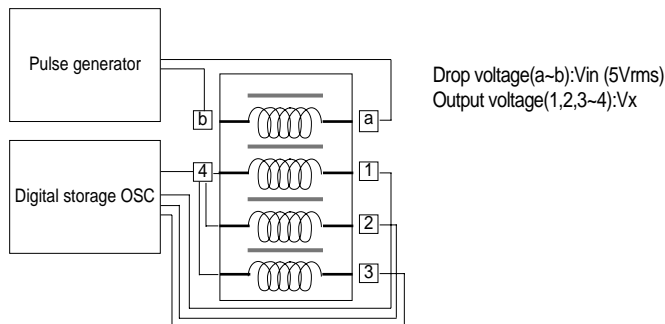 Pulse generator
Drop voltage(a~b):Vin (5Vrms)
Output voltage(1,2,3~4):Vx
b
a
4
1
Digital storage OSC
2
3